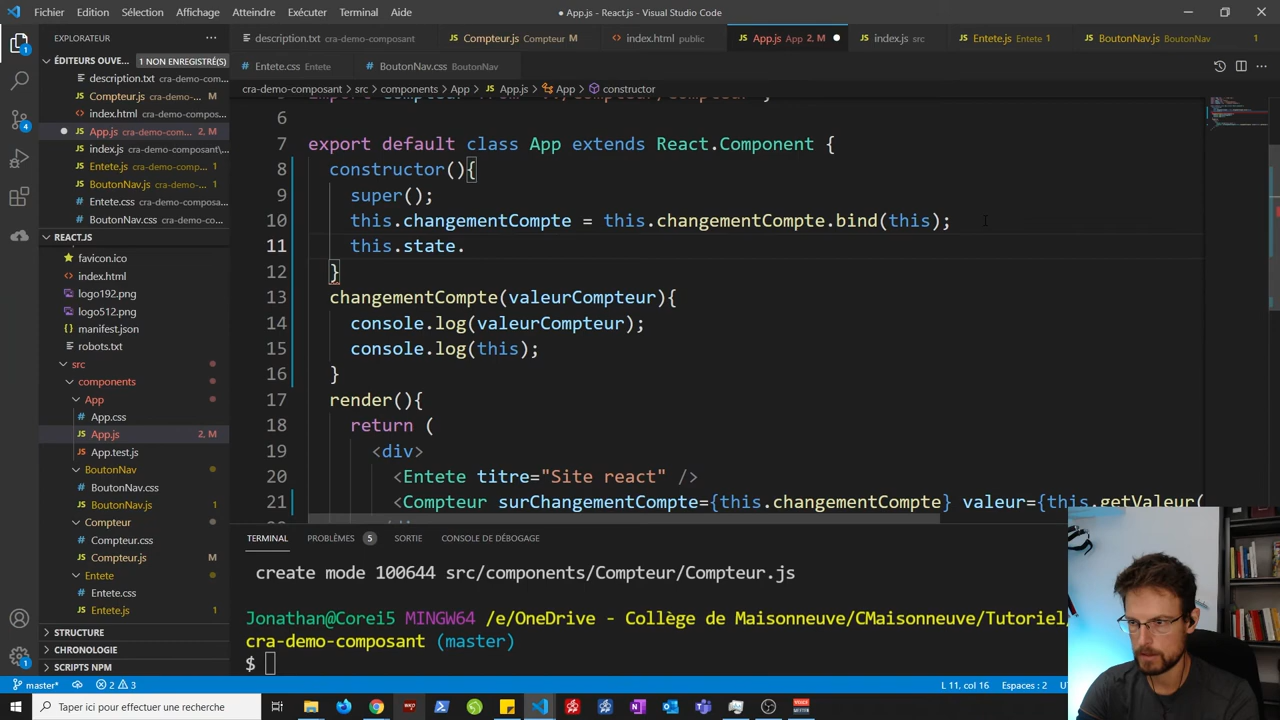 Fichier Edition Sélection Affichage Atteindre Exécuter Terminal Aide
● App.js - React.js - Visual Studio Code
EXPLORATEUR
description.txt cra-demo-composant
Compteur.js Compteur M
index.html public
App.js App 2, M ●
index.js src
Entete.js Entete 1
BoutonNav.js BoutonNav 1
Entete.css Entete
BoutonNav.css BoutonNav
ÉDITEURS OUVE... 1 NON ENREGISTRÉ(S)
description.txt cra-demo-compos...
Compteur.js cra-demo-com... M
index.html cra-demo-composant...
App.js cra-demo-com... 2, M
index.js cra-demo-composant\...
Entete.js cra-demo-comp... 1
BoutonNav.js cra-demo-co... 1
Entete.css cra-demo-composa...
BoutonNav.css cra-demo-com...
REACT.JS
favicon.ico
index.html
logo192.png
logo512.png
manifest.json
robots.txt
src
components
App
App.css
App.js 2, M
App.test.js
BoutonNav
BoutonNav.css
BoutonNav.js 1
Compteur
Compteur.css
Compteur.js M
Entete
Entete.css
Entete.js 1
STRUCTURE
CHRONOLOGIE
SCRIPTS NPM
cra-demo-composant > src > components > App > App.js > App > constructor
6
7 export default class App extends React.Component {
8 constructor(){
9 super();
10 this.changementCompte = this.changementCompte.bind(this);
11 this.state.
12 }
13 changementCompte(valeurCompteur){
14 console.log(valeurCompteur);
15 console.log(this);
16 }
17 render(){
18 return (
19 <div>
20 <Entete titre="Site react" />
21 <Compteur surChangementCompte={this.changementCompte} valeur={this.getValeur(
TERMINAL PROBLÈMES 5 SORTIE CONSOLE DE DÉBOGAGE
create mode 100644 src/components/Compteur/Compteur.js
Jonathan@Corei5 MINGW64 /e/OneDrive - Collège de Maisonneuve/CMaisonneuve/Tutoriel/
cra-demo-composant (master)
$
master* 2 3
L 11, col 16 Espaces : 2
Taper ici pour effectuer une recherche